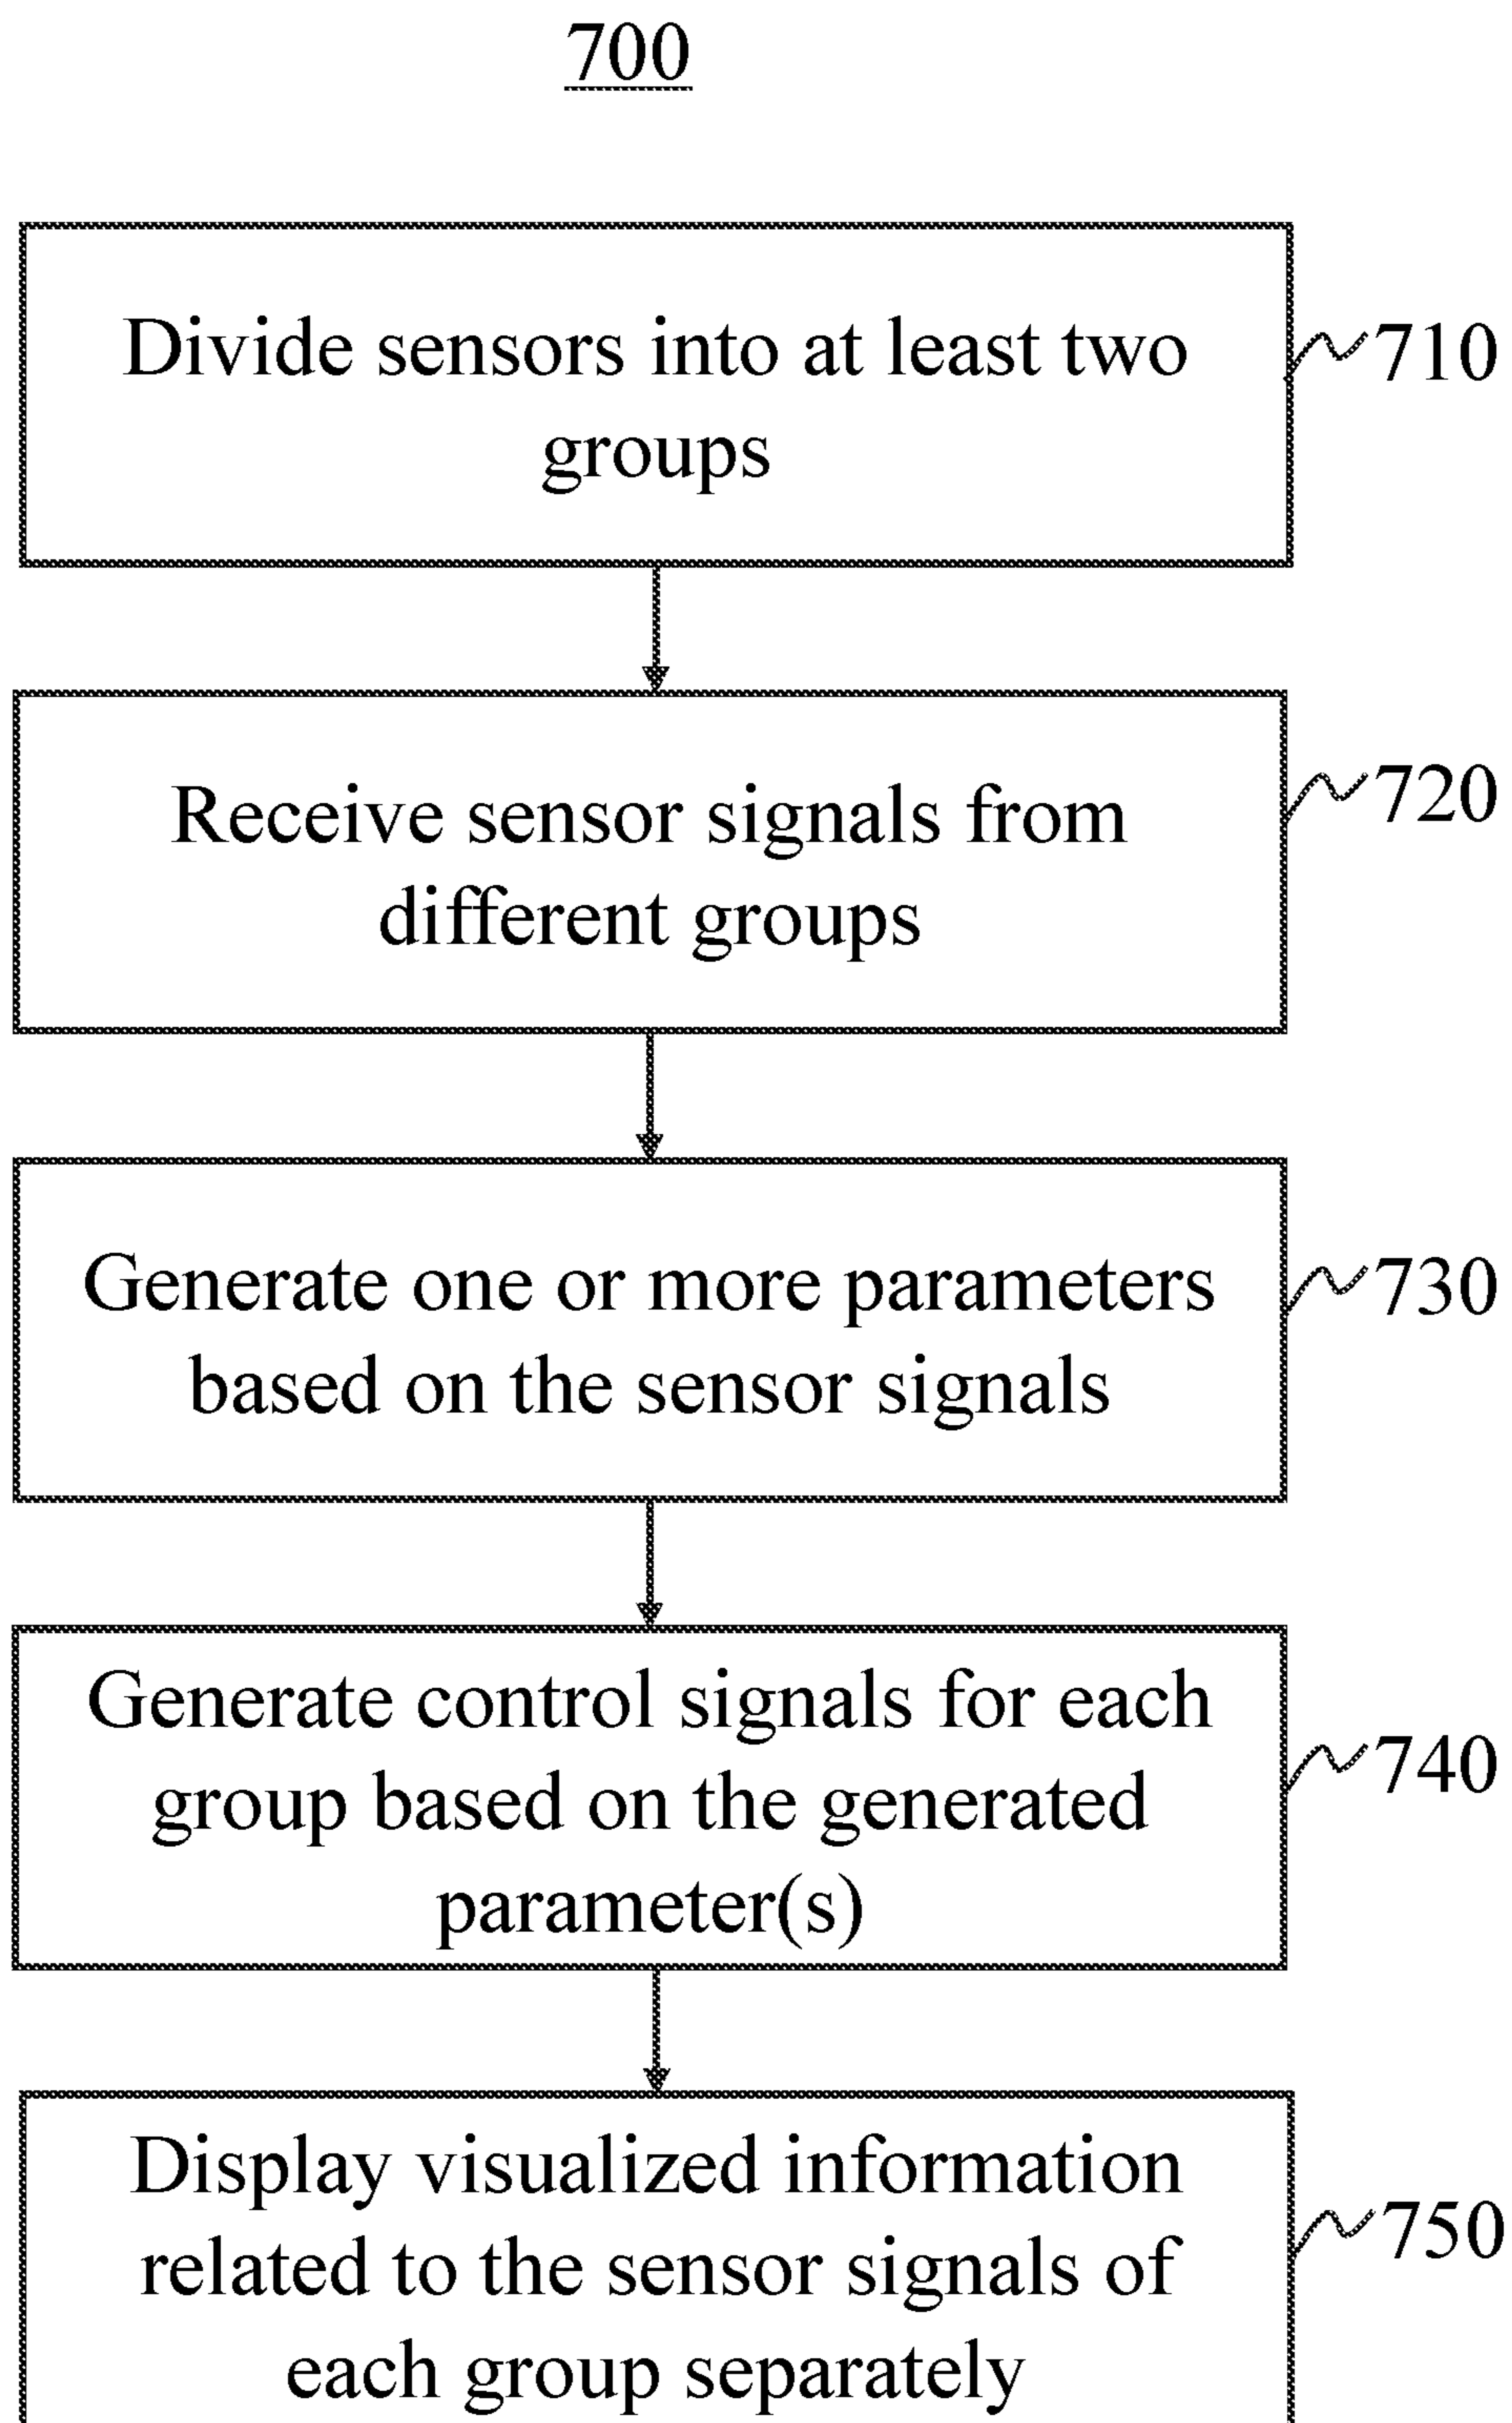 700
Divide sensors into at least two
groups
710
Receive sensor signals from
different groups
720
Generate one or more parameters
based on the sensor signals
730
Generate control signals for each
group based on the generated
parameter(s)
740
Display visualized information
related to the sensor signals of
each group separately
750